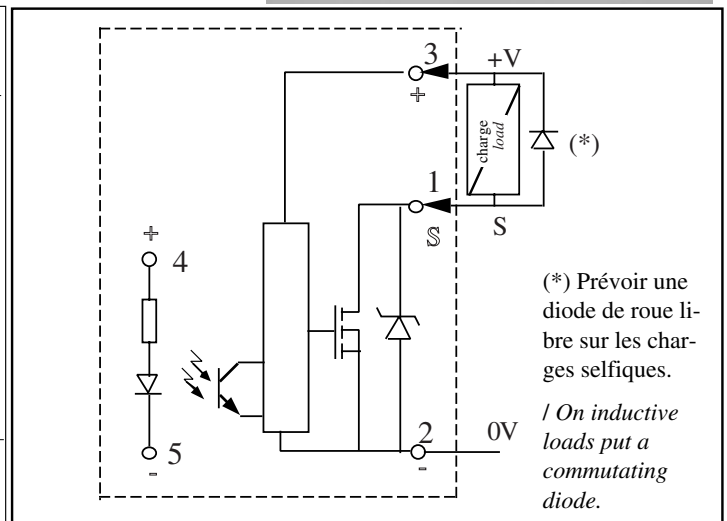 3
+V
+
charge
load
(*)
1
S
S
+
4
5
-
2
-
0V
(*) Prévoir une
diode de roue li-
bre sur les char-
ges selfiques.
/ On inductive
loads put a
commutating
diode.